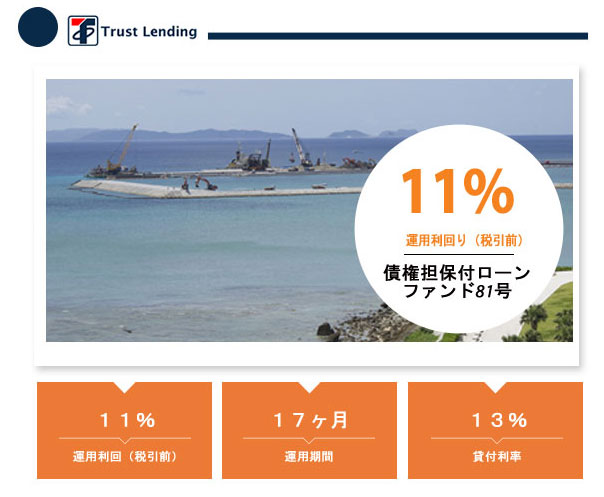 Trust Lending
11%
運用利回り（税引前）
債権担保付ローン
ファンド81号
１１％
運用利回（税引前）
１７ヶ月
運用期間
１３％
貸付利率